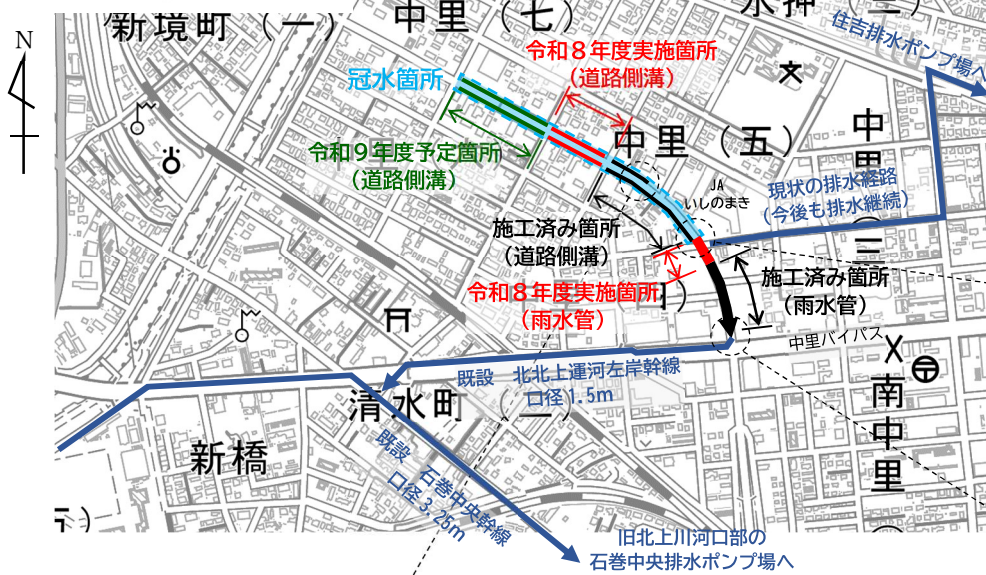 新境町（一）
中里（七）
水押（三）
住吉排水ポンプ場へ
N
冠水箇所
令和８年度実施箇所
（道路側溝）
中里（五）
令和９年度予定箇所
（道路側溝）
JA
いしのまき
現状の排水経路
（今後も排水継続）
施工済み箇所
（道路側溝）
令和８年度実施箇所
（雨水管）
施工済み箇所
（雨水管）
中里バイパス
既設　北北上運河左岸幹線
口径1.5m
清水町（二）
新橋
既設　石巻中央幹線
口径3.25m
南中里
旧北上川河口部の
石巻中央排水ポンプ場へ